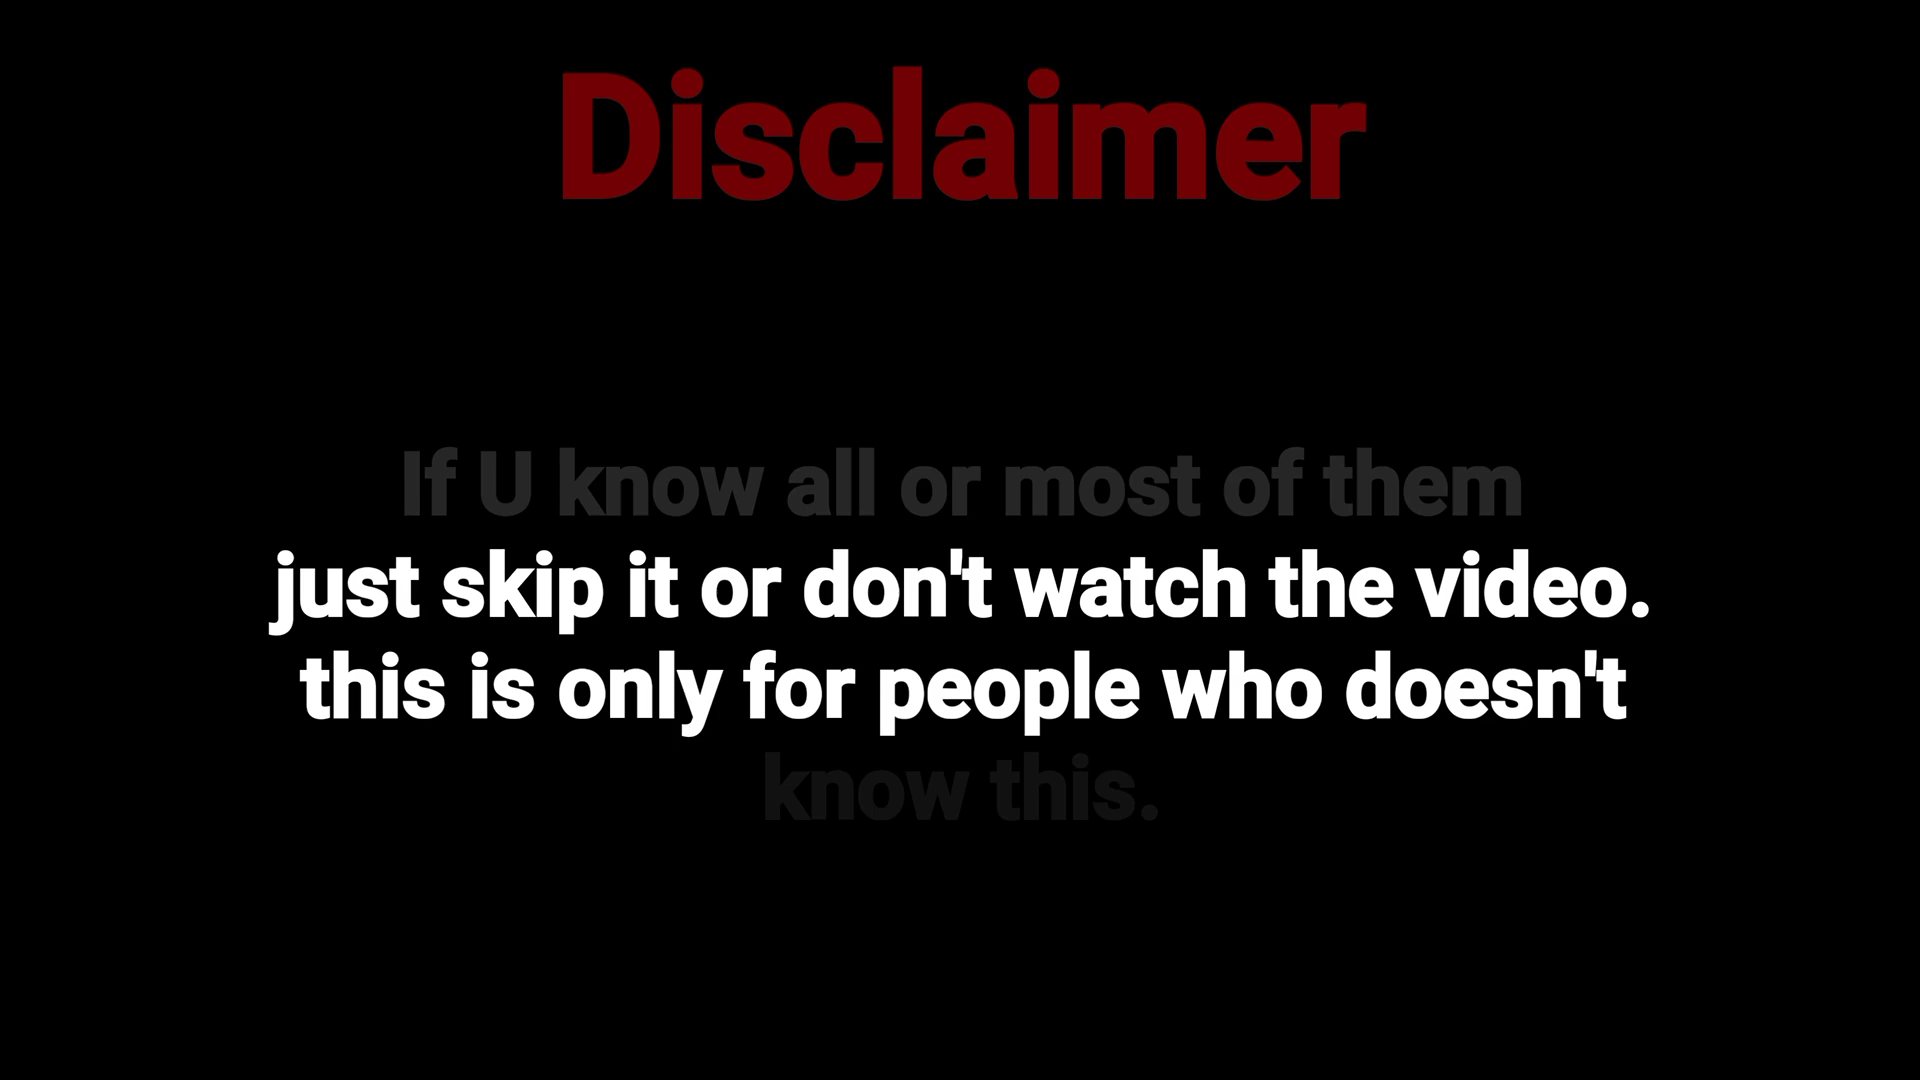 Disclaimer
If U know all or most of them
just skip it or don't watch the video.
this is only for people who doesn't
know this.